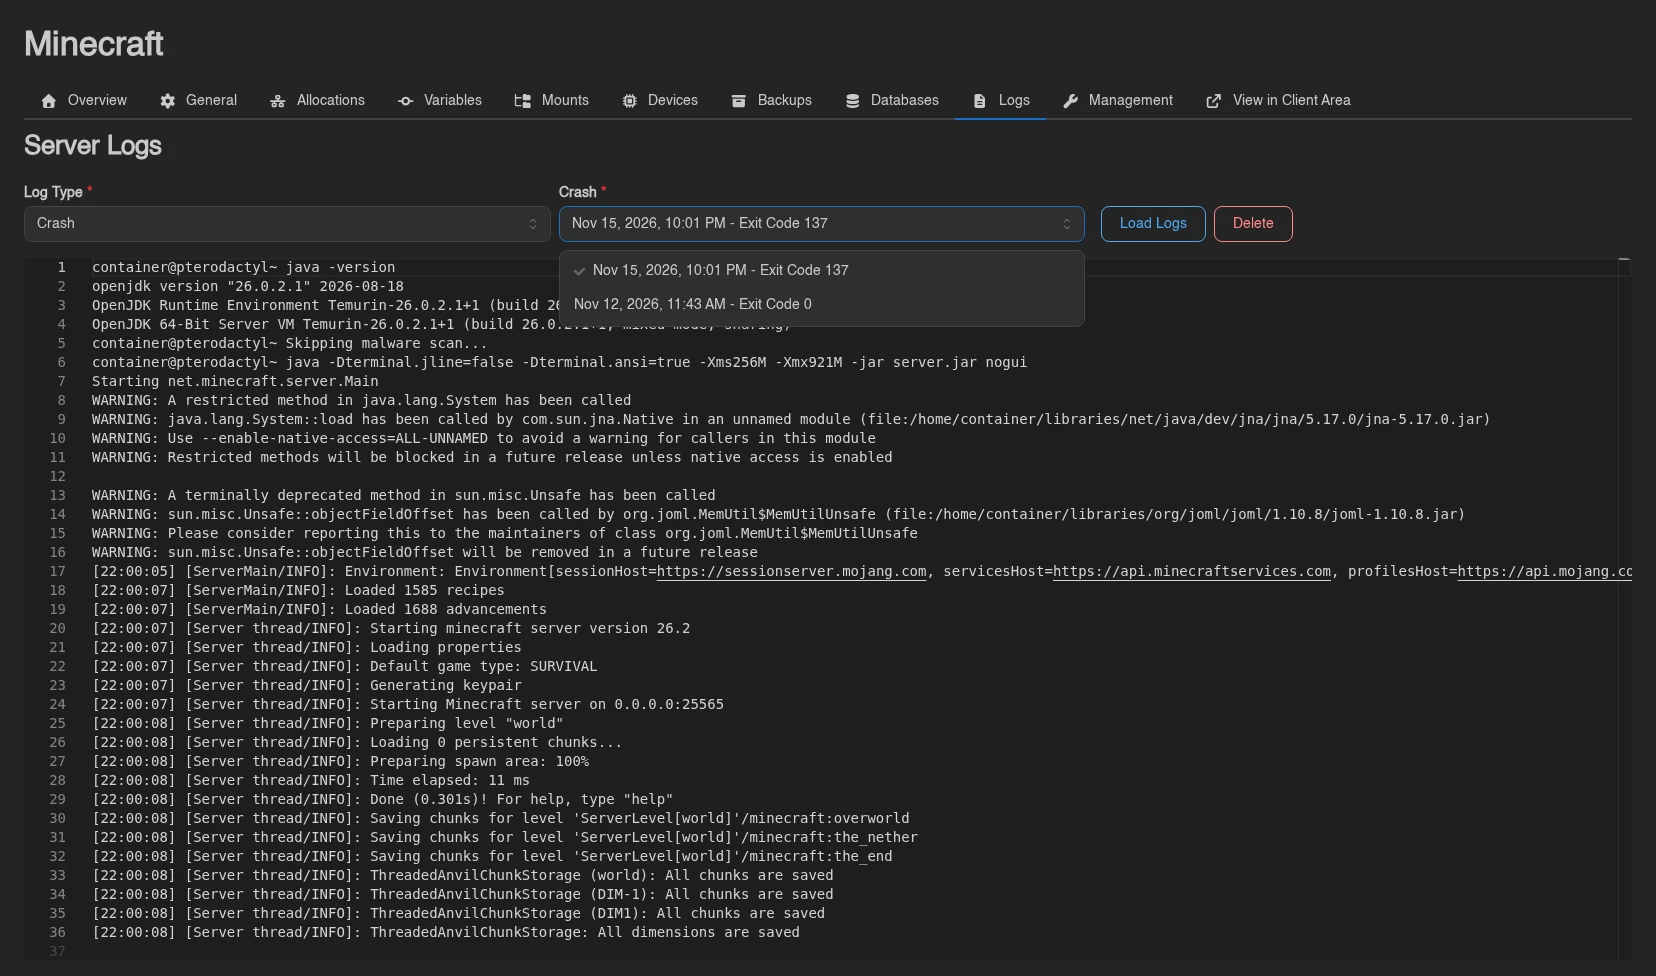 Minecraft
Overview General Allocations Variables Mounts Devices Backups Databases Logs Management View in Client Area
Server Logs
Log Type * Crash *
Crash Nov 15, 2026, 10:01 PM - Exit Code 137 Load Logs Delete
Nov 15, 2026, 10:01 PM - Exit Code 137
Nov 12, 2026, 11:43 AM - Exit Code 0
1 container@pterodactyl~ java -version
2 openjdk version "26.0.2.1" 2026-08-18
3 OpenJDK Runtime Environment Temurin-26.0.2.1+1 (build 26
4 OpenJDK 64-Bit Server VM Temurin-26.0.2.1+1 (build 26.0.2.1+1, mixed mode, sharing)
5 container@pterodactyl~ Skipping malware scan...
6 container@pterodactyl~ java -Dterminal.jline=false -Dterminal.ansi=true -Xms256M -Xmx921M -jar server.jar nogui
7 Starting net.minecraft.server.Main
8 WARNING: A restricted method in java.lang.System has been called
9 WARNING: java.lang.System::load has been called by com.sun.jna.Native in an unnamed module (file:/home/container/libraries/net/java/dev/jna/jna/5.17.0/jna-5.17.0.jar)
10 WARNING: Use --enable-native-access=ALL-UNNAMED to avoid a warning for callers in this module
11 WARNING: Restricted methods will be blocked in a future release unless native access is enabled
12
13 WARNING: A terminally deprecated method in sun.misc.Unsafe has been called
14 WARNING: sun.misc.Unsafe::objectFieldOffset has been called by org.joml.MemUtil$MemUtilUnsafe (file:/home/container/libraries/org/joml/joml/1.10.8/joml-1.10.8.jar)
15 WARNING: Please consider reporting this to the maintainers of class org.joml.MemUtil$MemUtilUnsafe
16 WARNING: sun.misc.Unsafe::objectFieldOffset will be removed in a future release
17 [22:00:05] [ServerMain/INFO]: Environment: Environment[sessionHost=https://sessionserver.mojang.com, servicesHost=https://api.minecraftservices.com, profilesHost=https://api.mojang.co
18 [22:00:07] [ServerMain/INFO]: Loaded 1585 recipes
19 [22:00:07] [ServerMain/INFO]: Loaded 1688 advancements
20 [22:00:07] [Server thread/INFO]: Starting minecraft server version 26.2
21 [22:00:07] [Server thread/INFO]: Loading properties
22 [22:00:07] [Server thread/INFO]: Default game type: SURVIVAL
23 [22:00:07] [Server thread/INFO]: Generating keypair
24 [22:00:07] [Server thread/INFO]: Starting Minecraft server on 0.0.0.0:25565
25 [22:00:08] [Server thread/INFO]: Preparing level "world"
26 [22:00:08] [Server thread/INFO]: Loading 0 persistent chunks...
27 [22:00:08] [Server thread/INFO]: Preparing spawn area: 100%
28 [22:00:08] [Server thread/INFO]: Time elapsed: 11 ms
29 [22:00:08] [Server thread/INFO]: Done (0.301s)! For help, type "help"
30 [22:00:08] [Server thread/INFO]: Saving chunks for level 'ServerLevel[world]'/minecraft:overworld
31 [22:00:08] [Server thread/INFO]: Saving chunks for level 'ServerLevel[world]'/minecraft:the_nether
32 [22:00:08] [Server thread/INFO]: Saving chunks for level 'ServerLevel[world]'/minecraft:the_end
33 [22:00:08] [Server thread/INFO]: ThreadedAnvilChunkStorage (world): All chunks are saved
34 [22:00:08] [Server thread/INFO]: ThreadedAnvilChunkStorage (DIM-1): All chunks are saved
35 [22:00:08] [Server thread/INFO]: ThreadedAnvilChunkStorage (DIM1): All chunks are saved
36 [22:00:08] [Server thread/INFO]: ThreadedAnvilChunkStorage: All dimensions are saved
37